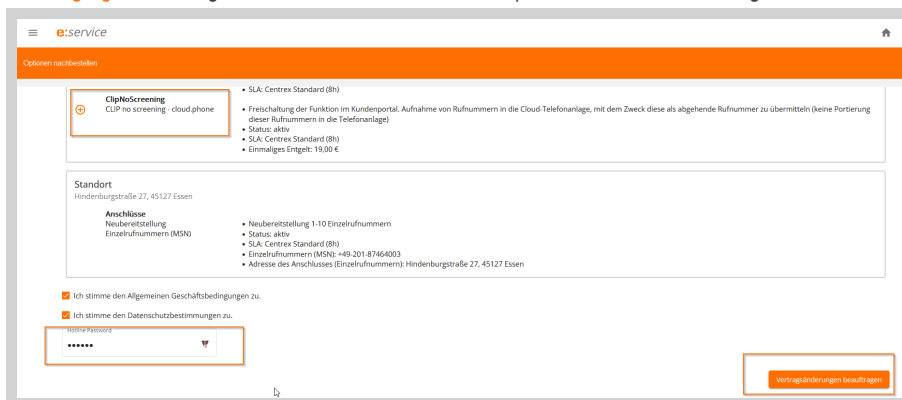 e:service
Optionen nachbestellen
• SLA: Centrex Standard (8h)
ClipNoScreening
CLIP no screening - cloud.phone
• Freischaltung der Funktion im Kundenportal. Aufnahme von Rufnummern in die Cloud-Telefonanlage, mit dem Zweck diese als abgehende Rufnummer zu übermitteln (keine Portierung
dieser Rufnummern in die Telefonanlage)
• Status: aktiv
• SLA: Centrex Standard (8h)
• Einmaliges Entgelt: 19,00 €
Standort
Hindenburgstraße 27, 45127 Essen
Anschlüsse
Neubereitstellung
Einzelrufnummern (MSN)
• Neubereitstellung 1-10 Einzelrufnummern
• Status: aktiv
• SLA: Centrex Standard (8h)
• Einzelrufnummern (MSN): +49-201-87464003
• Adresse des Anschlusses (Einzelrufnummern): Hindenburgstraße 27, 45127 Essen
Ich stimme den Allgemeinen Geschäftsbedingungen zu.
Ich stimme den Datenschutzbestimmungen zu.
Hotline Password
••••••
Vertragsänderungen beauftragen